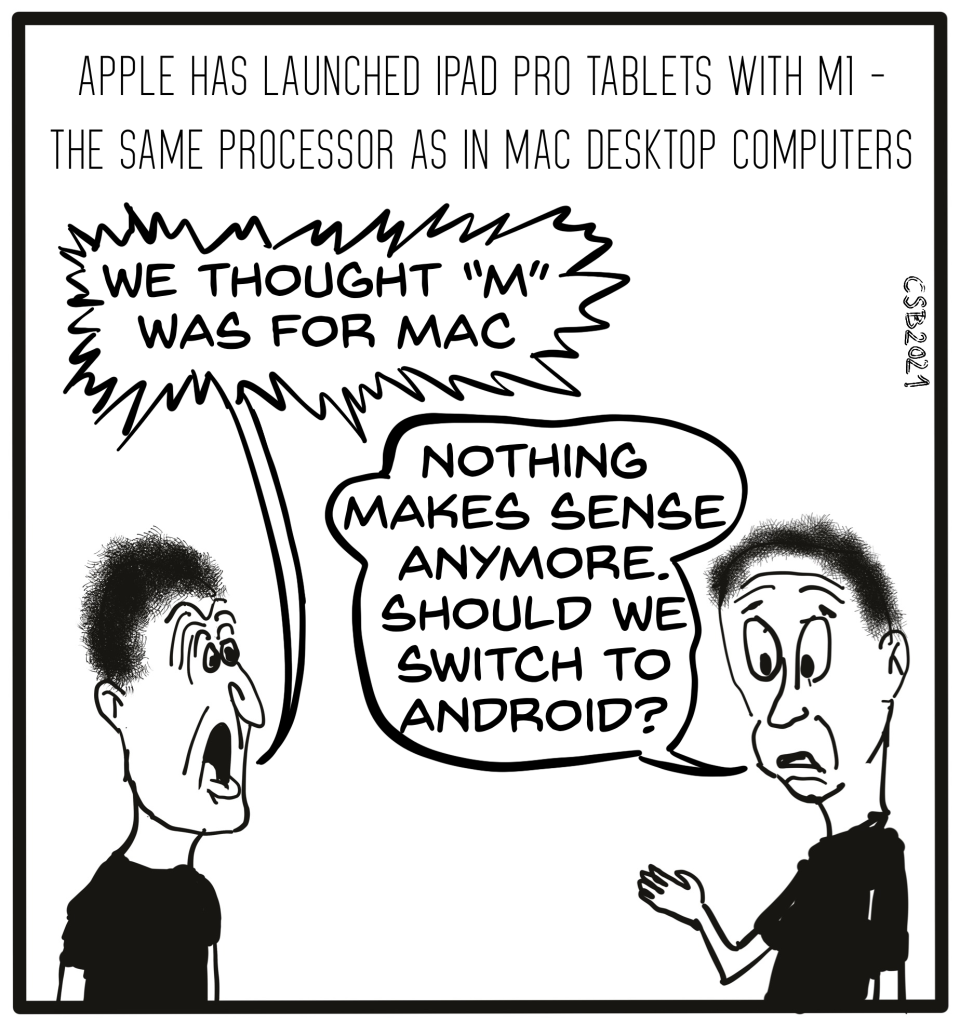 APPLE HAS LAUNCHED IPAD PRO TABLETS WITH M1 -
THE SAME PROCESSOR AS IN MAC DESKTOP COMPUTERS
WE THOUGHT "M"
WAS FOR MAC
NOTHING
MAKES SENSE
ANYMORE.
SHOULD WE
SWITCH TO
ANDROID?
CSB2021